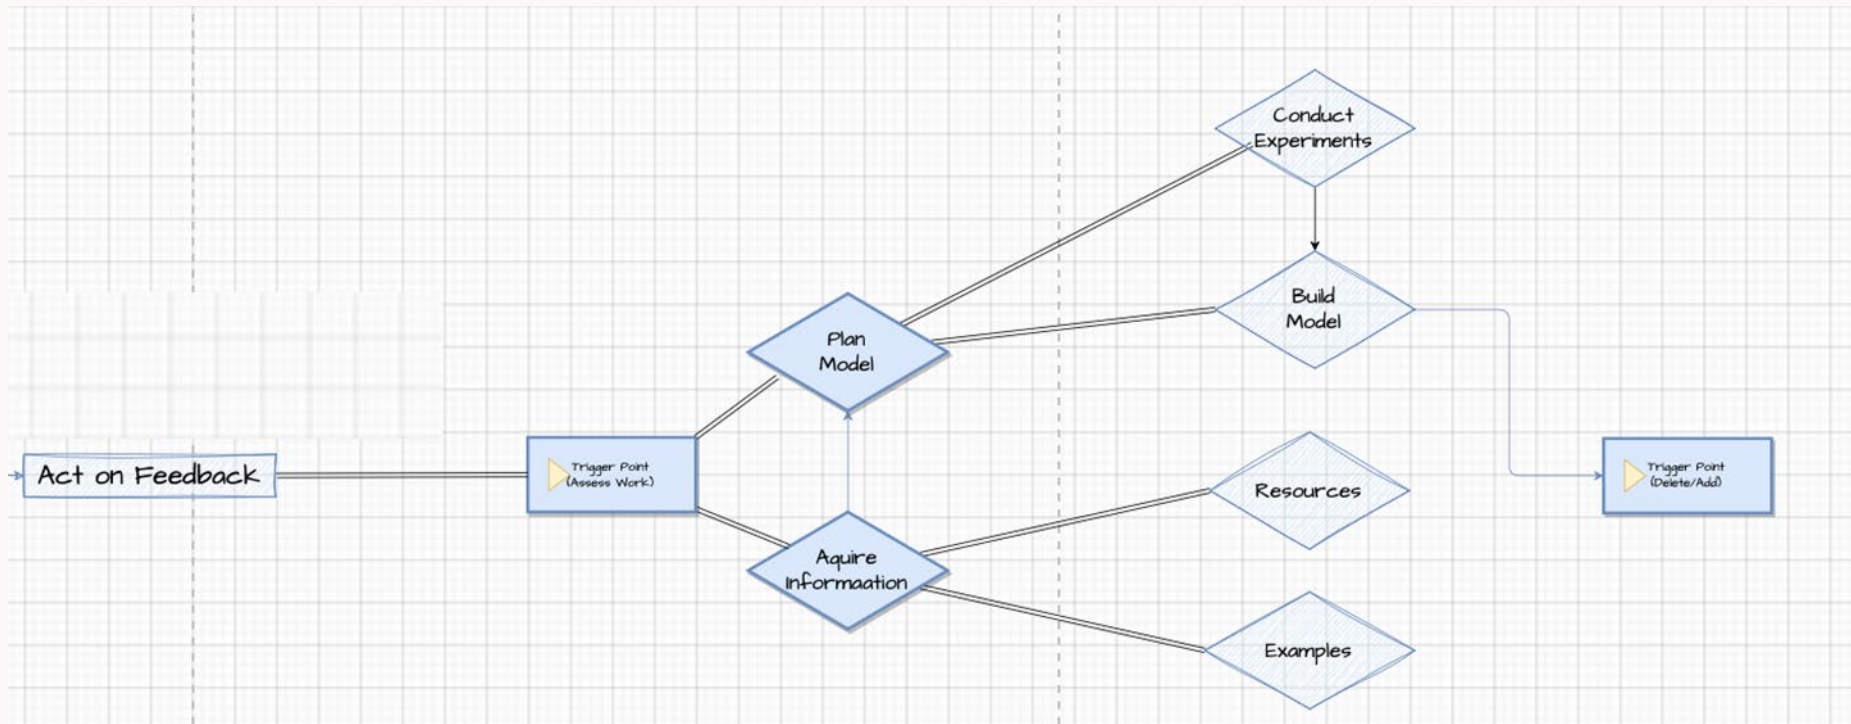 Conduct
Experiments
Plan
Model
Build
Model
Act on Feedback
Trigger Point
(Assess Work)
Trigger Point
(Delete/Add)
Resources
Aquire
Informaation
Examples